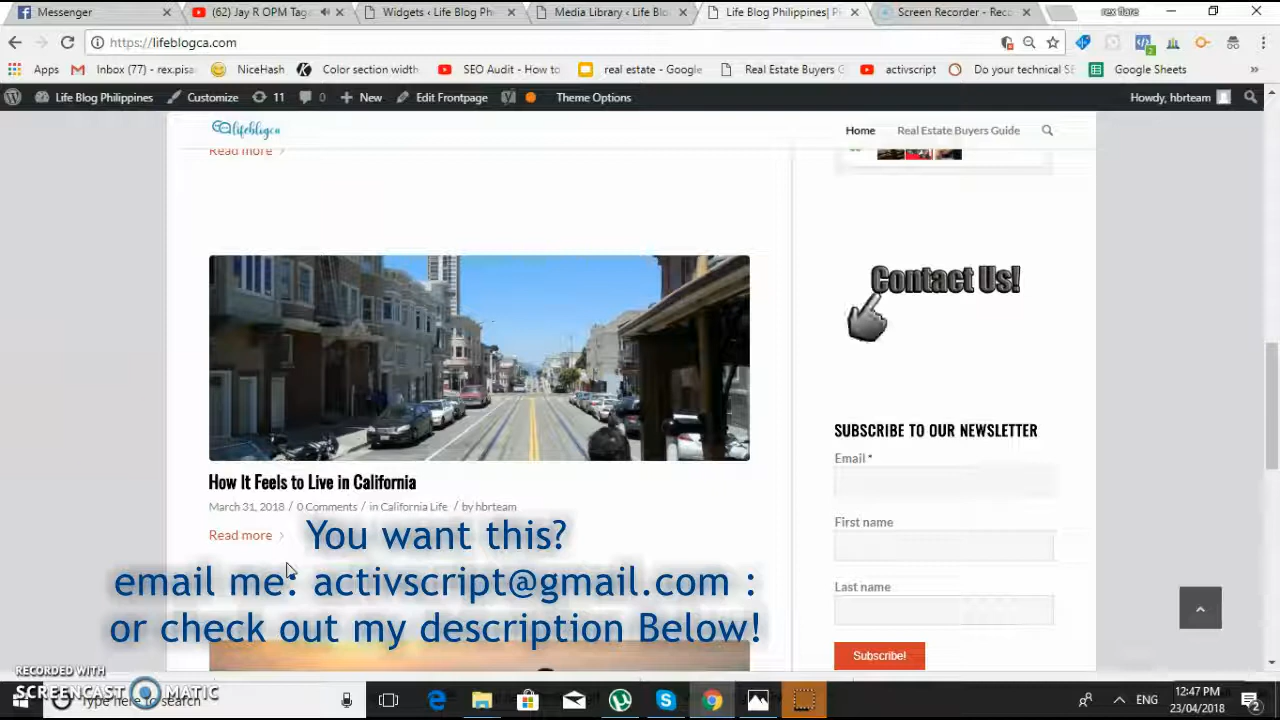 Messenger
(62) Jay R OPM Tag
Widgets ‹ Life Blog Ph
Media Library ‹ Life Blo
Life Blog Philippines| P
Screen Recorder - Reco
rex flare
https://lifeblogca.com
Apps
Inbox (77) - rex.pisa
NiceHash
Color section width
SEO Audit - How to
real estate - Google
Real Estate Buyers G
activscript
Do your technical SE
Google Sheets
»
Life Blog Philippines
Customize
11
0
New
Edit Frontpage
Theme Options
Howdy, hbrteam
lifeblogca
Home
Real Estate Buyers Guide
Read more
Contact Us!
How It Feels to Live in California
March 31, 2018 / 0 Comments / in California Life / by hbrteam
Read more
SUBSCRIBE TO OUR NEWSLETTER
Email *
First name
Last name
Subscribe!
You want this?
email me: activscript@gmail.com :
or check out my description Below!
RECORDED WITH
SCREENCAST MATIC
Type here to search
ENG
12:47 PM
23/04/2018
2